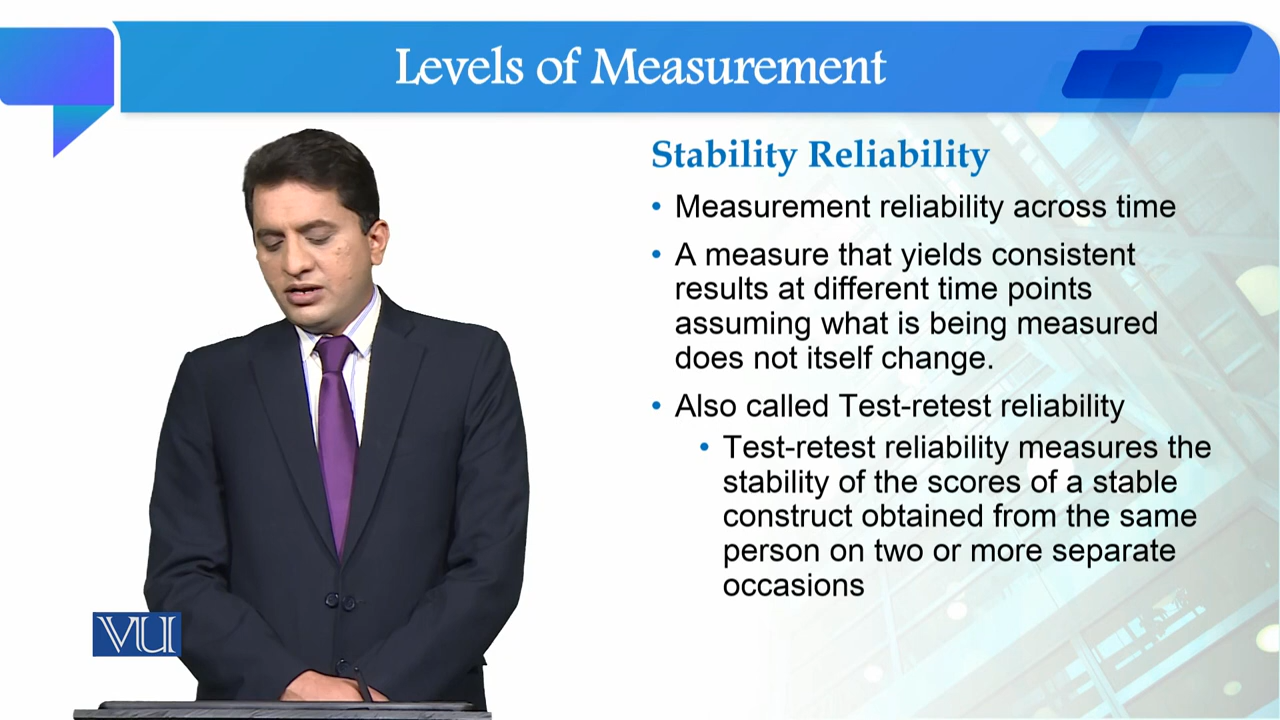 Levels of Measurement
Stability Reliability
• Measurement reliability across time
• A measure that yields consistent
results at different time points
assuming what is being measured
does not itself change.
• Also called Test-retest reliability
• Test-retest reliability measures the
stability of the scores of a stable
construct obtained from the same
person on two or more separate
occasions
VU